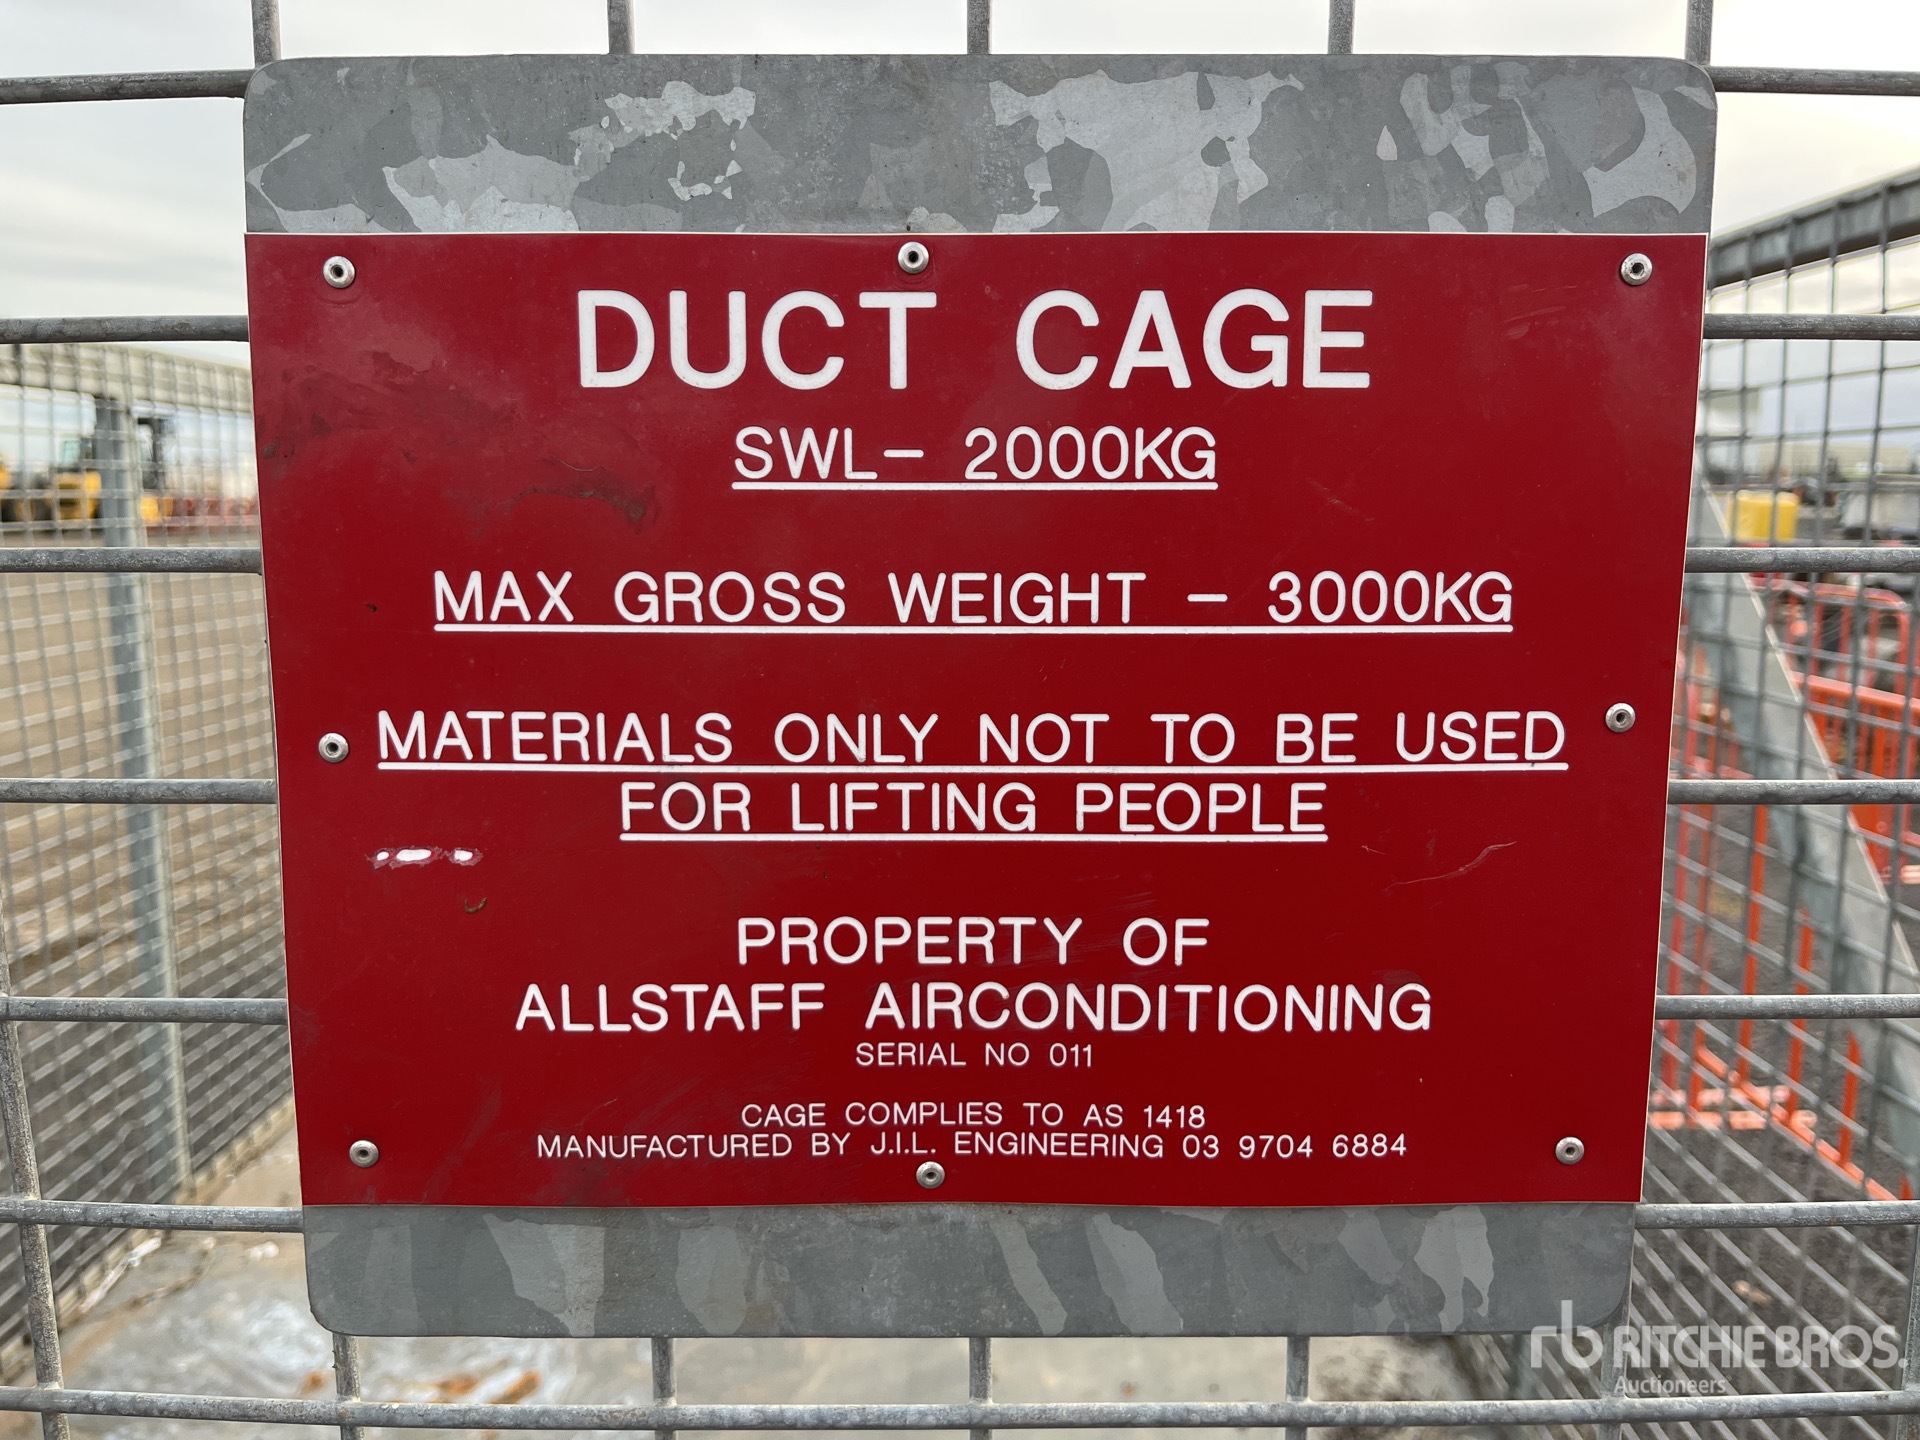 DUCT CAGE
SWL- 2000KG
MAX GROSS WEIGHT - 3000KG
MATERIALS ONLY NOT TO BE USED
FOR LIFTING PEOPLE
PROPERTY OF
ALLSTAFF AIRCONDITIONING
SERIAL NO 011
CAGE COMPLIES TO AS 1418
MANUFACTURED BY J.I.L. ENGINEERING 03 9704 6884
rb RITCHIE BROS.
Auctioneers